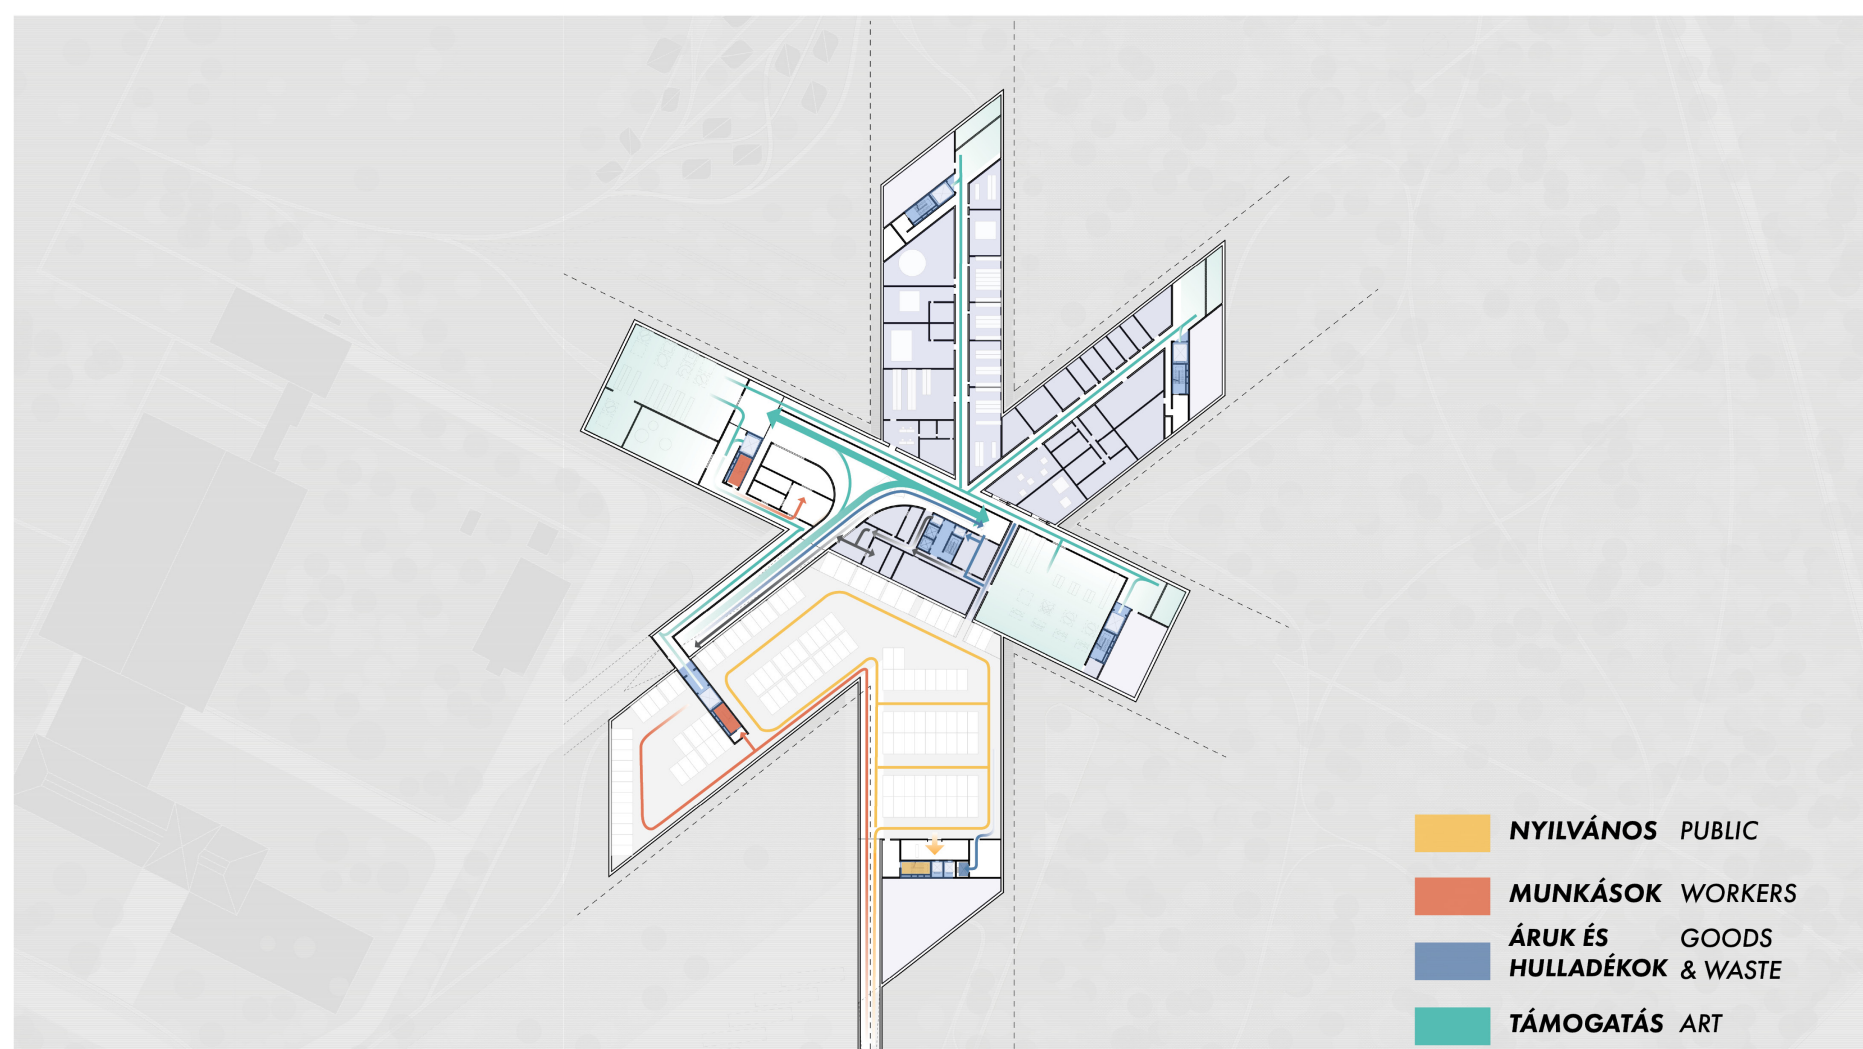 NYILVÁNOS PUBLIC
MUNKÁSOK WORKERS
ÁRUK ÉS GOODS
HULLADÉKOK & WASTE
TÁMOGATÁS ART